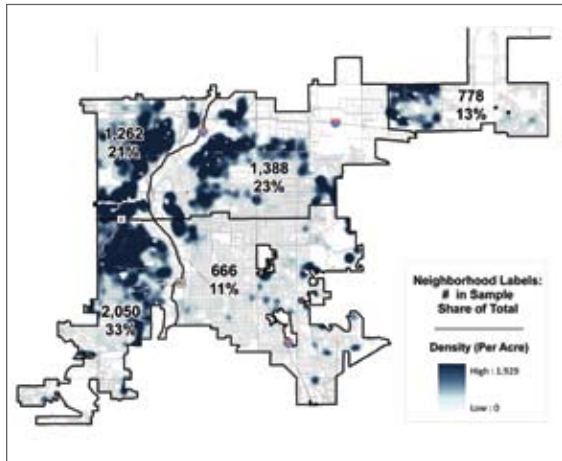 778
13%
1,262
21%
1,388
23%
666
11%
2,050
33%
Neighborhood Labels:
# in Sample
Share of Total
Density (Per Acre)
High : 1.929
Low : 0